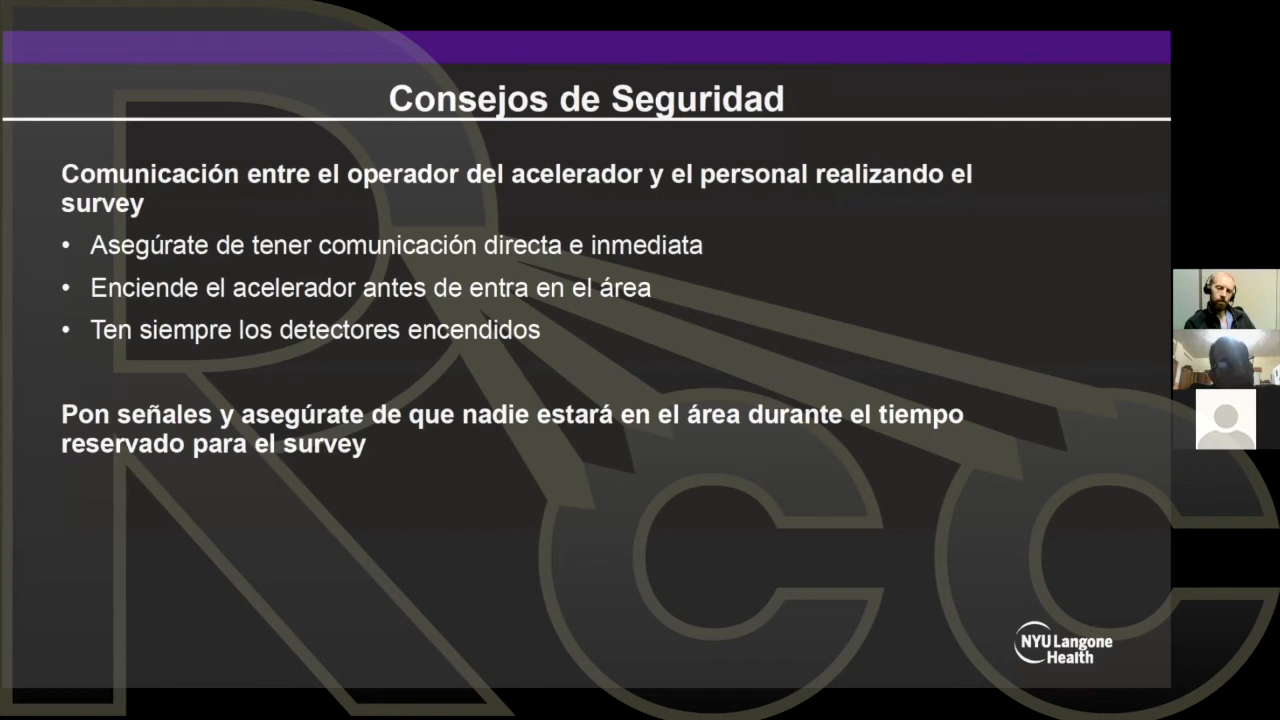 Consejos de Seguridad
Comunicación entre el operador del acelerador y el personal realizando el
survey
• Asegúrate de tener comunicación directa e inmediata
• Enciende el acelerador antes de entra en el área
• Ten siempre los detectores encendidos
Pon señales y asegúrate de que nadie estará en el área durante el tiempo
reservado para el survey
NYU Langone
Health
RCC